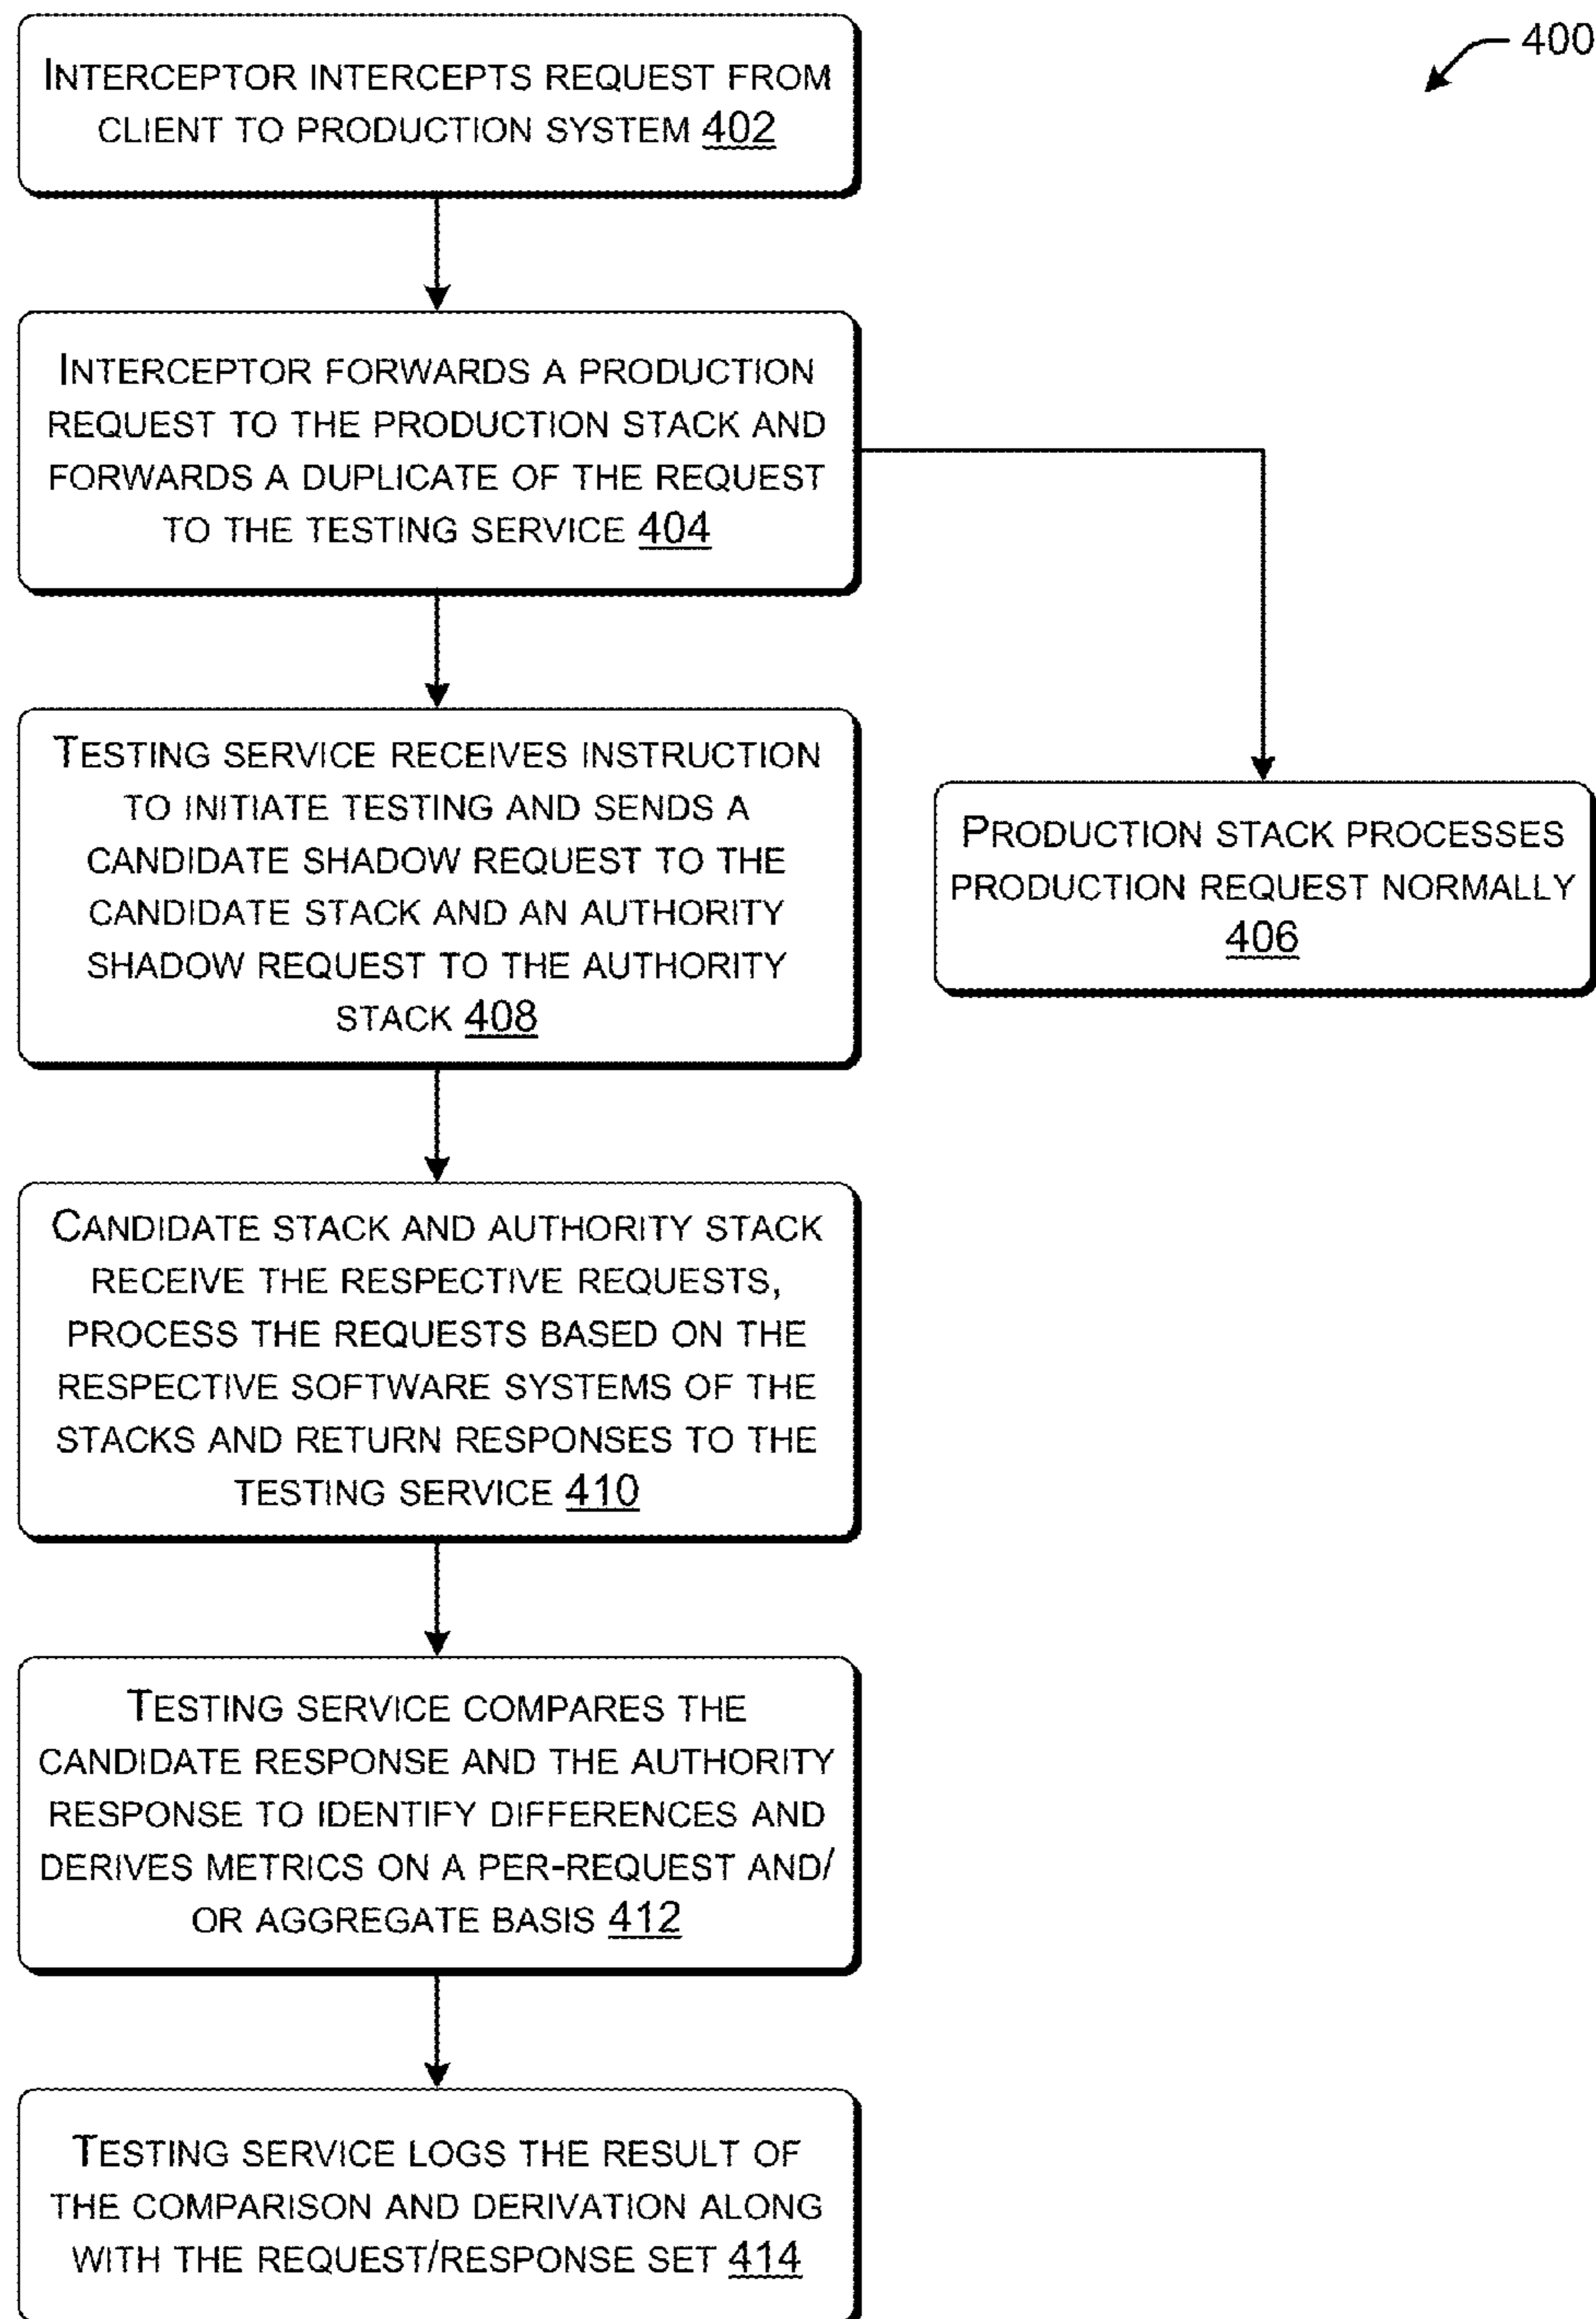 400
INTERCEPTOR INTERCEPTS REQUEST FROM
CLIENT TO PRODUCTION SYSTEM 402
INTERCEPTOR FORWARDS A PRODUCTION
REQUEST TO THE PRODUCTION STACK AND
FORWARDS A DUPLICATE OF THE REQUEST
TO THE TESTING SERVICE 404
PRODUCTION STACK PROCESSES
PRODUCTION REQUEST NORMALLY
406
TESTING SERVICE RECEIVES INSTRUCTION
TO INITIATE TESTING AND SENDS A
CANDIDATE SHADOW REQUEST TO THE
CANDIDATE STACK AND AN AUTHORITY
SHADOW REQUEST TO THE AUTHORITY
STACK 408
CANDIDATE STACK AND AUTHORITY STACK
RECEIVE THE RESPECTIVE REQUESTS,
PROCESS THE REQUESTS BASED ON THE
RESPECTIVE SOFTWARE SYSTEMS OF THE
STACKS AND RETURN RESPONSES TO THE
TESTING SERVICE 410
TESTING SERVICE COMPARES THE
CANDIDATE RESPONSE AND THE AUTHORITY
RESPONSE TO IDENTIFY DIFFERENCES AND
DERIVES METRICS ON A PER-REQUEST AND/
OR AGGREGATE BASIS 412
TESTING SERVICE LOGS THE RESULT OF
THE COMPARISON AND DERIVATION ALONG
WITH THE REQUEST/RESPONSE SET 414